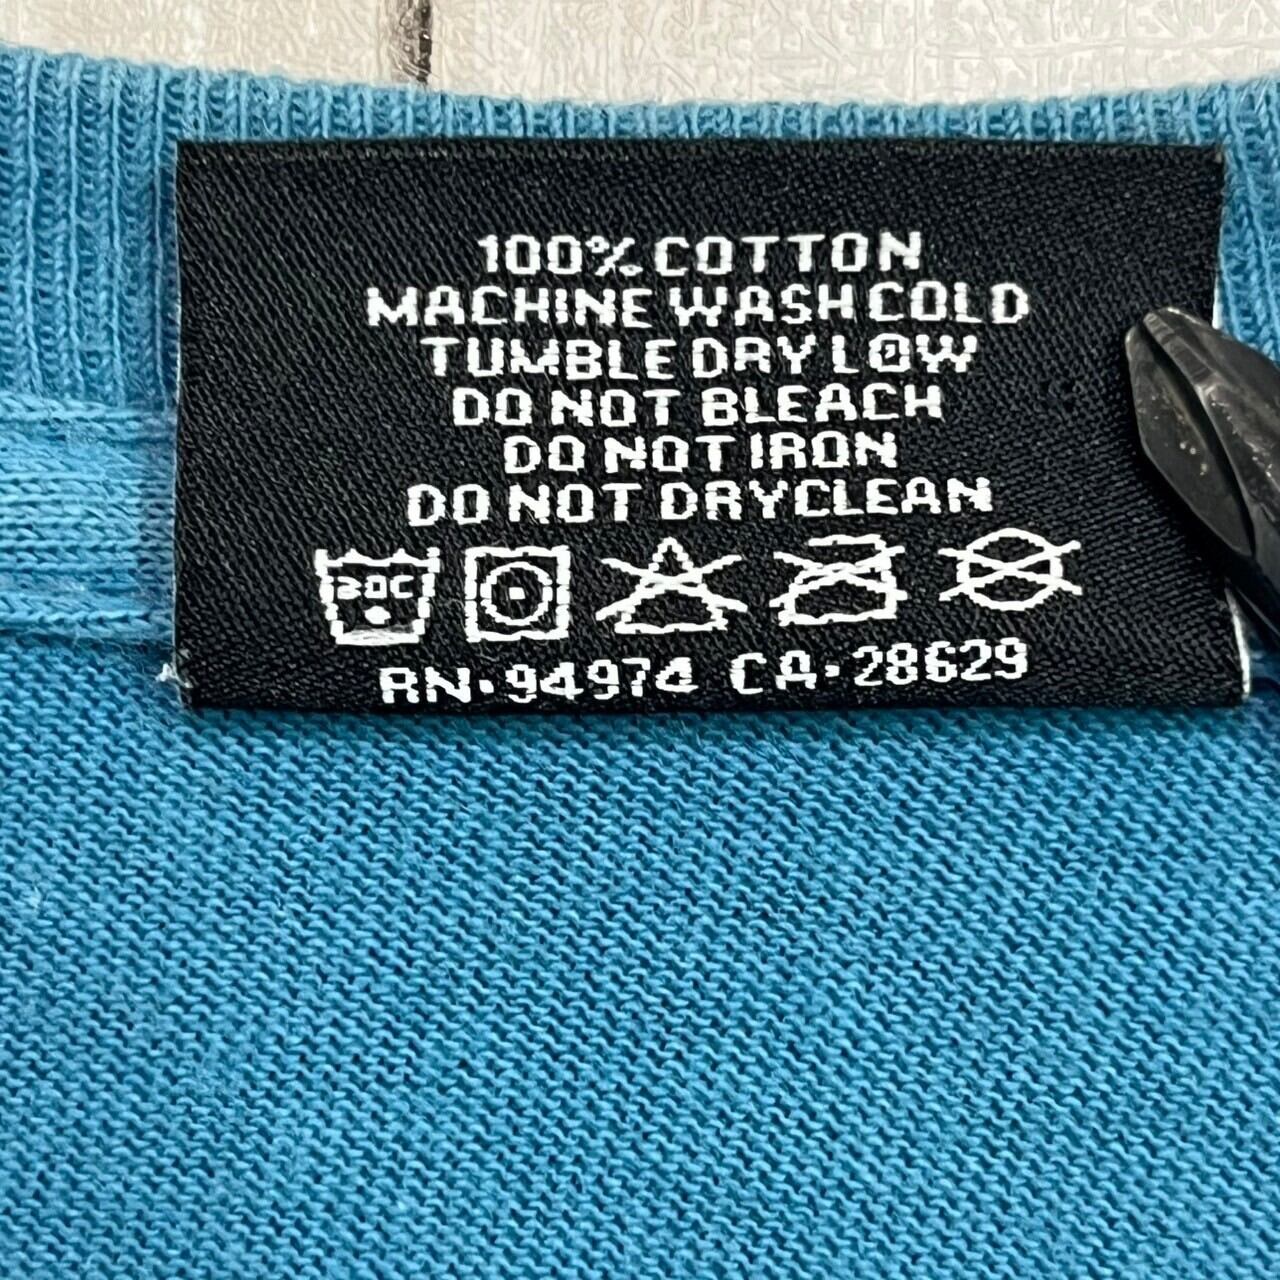 100% COTTON
MACHINE WASH COLD
TUMBLE DRY LOW
DO NOT BLEACH
DO NOT IRON
DO NOT DRYCLEAN
30C
RN·94974 CA·28629